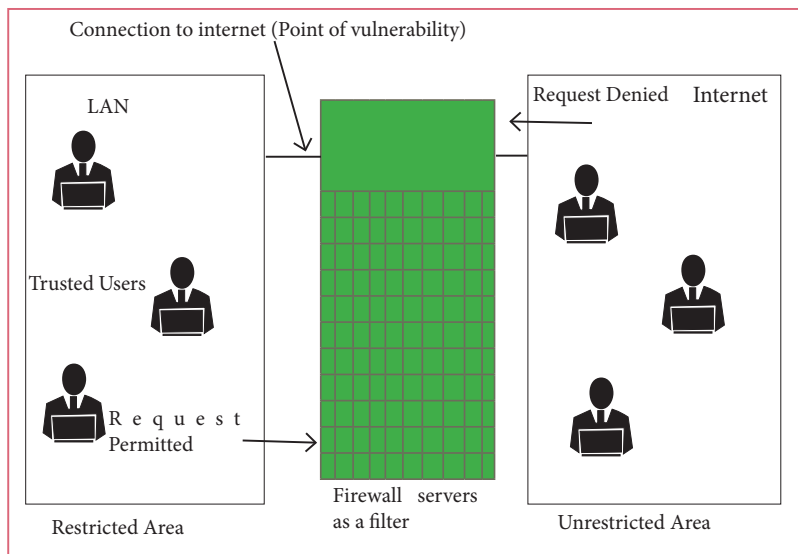 Connection to internet (Point of vulnerability)
LAN
Request Denied
Internet
Trusted Users
R e q u e s t
Permitted
Firewall servers
as a filter
Restricted Area
Unrestricted Area